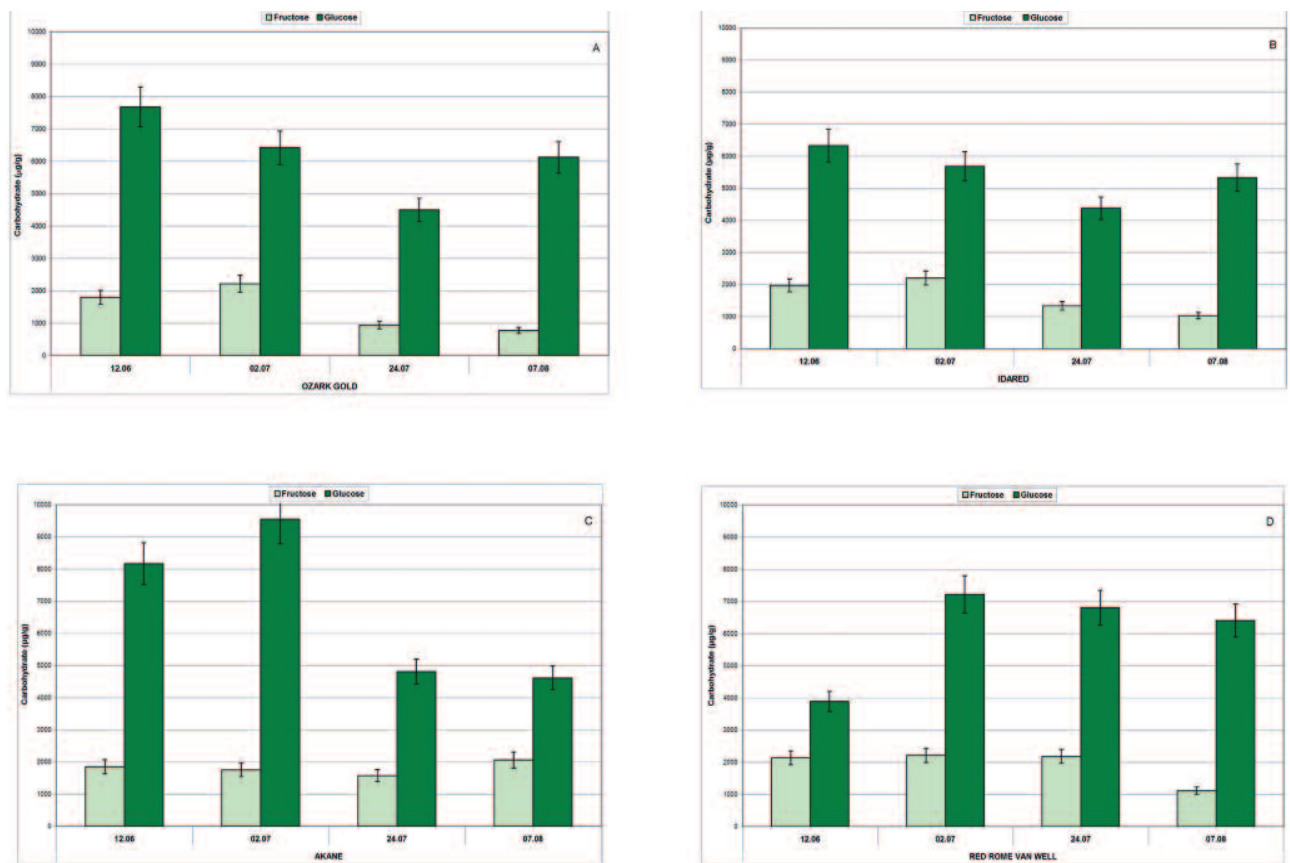 Fructose Glucose
A
10000
9000
8000
7000
6000
5000
4000
3000
2000
1000
0
Carbohydrate (µg/g)
12.06 02.07 24.07 07.08
OZARK GOLD
Fructose Glucose
B
10000
9000
8000
7000
6000
5000
4000
3000
2000
1000
0
Carbohydrate (µg/g)
12.06 02.07 24.07 07.08
IDARED
Fructose Glucose
C
10000
9000
8000
7000
6000
5000
4000
3000
2000
1000
0
Carbohydrate (µg/g)
12.06 02.07 24.07 07.08
AKANE
Fructose Glucose
D
10000
9000
8000
7000
6000
5000
4000
3000
2000
1000
0
Carbohydrate (µg/g)
12.06 02.07 24.07 07.08
RED ROME VAN WELL